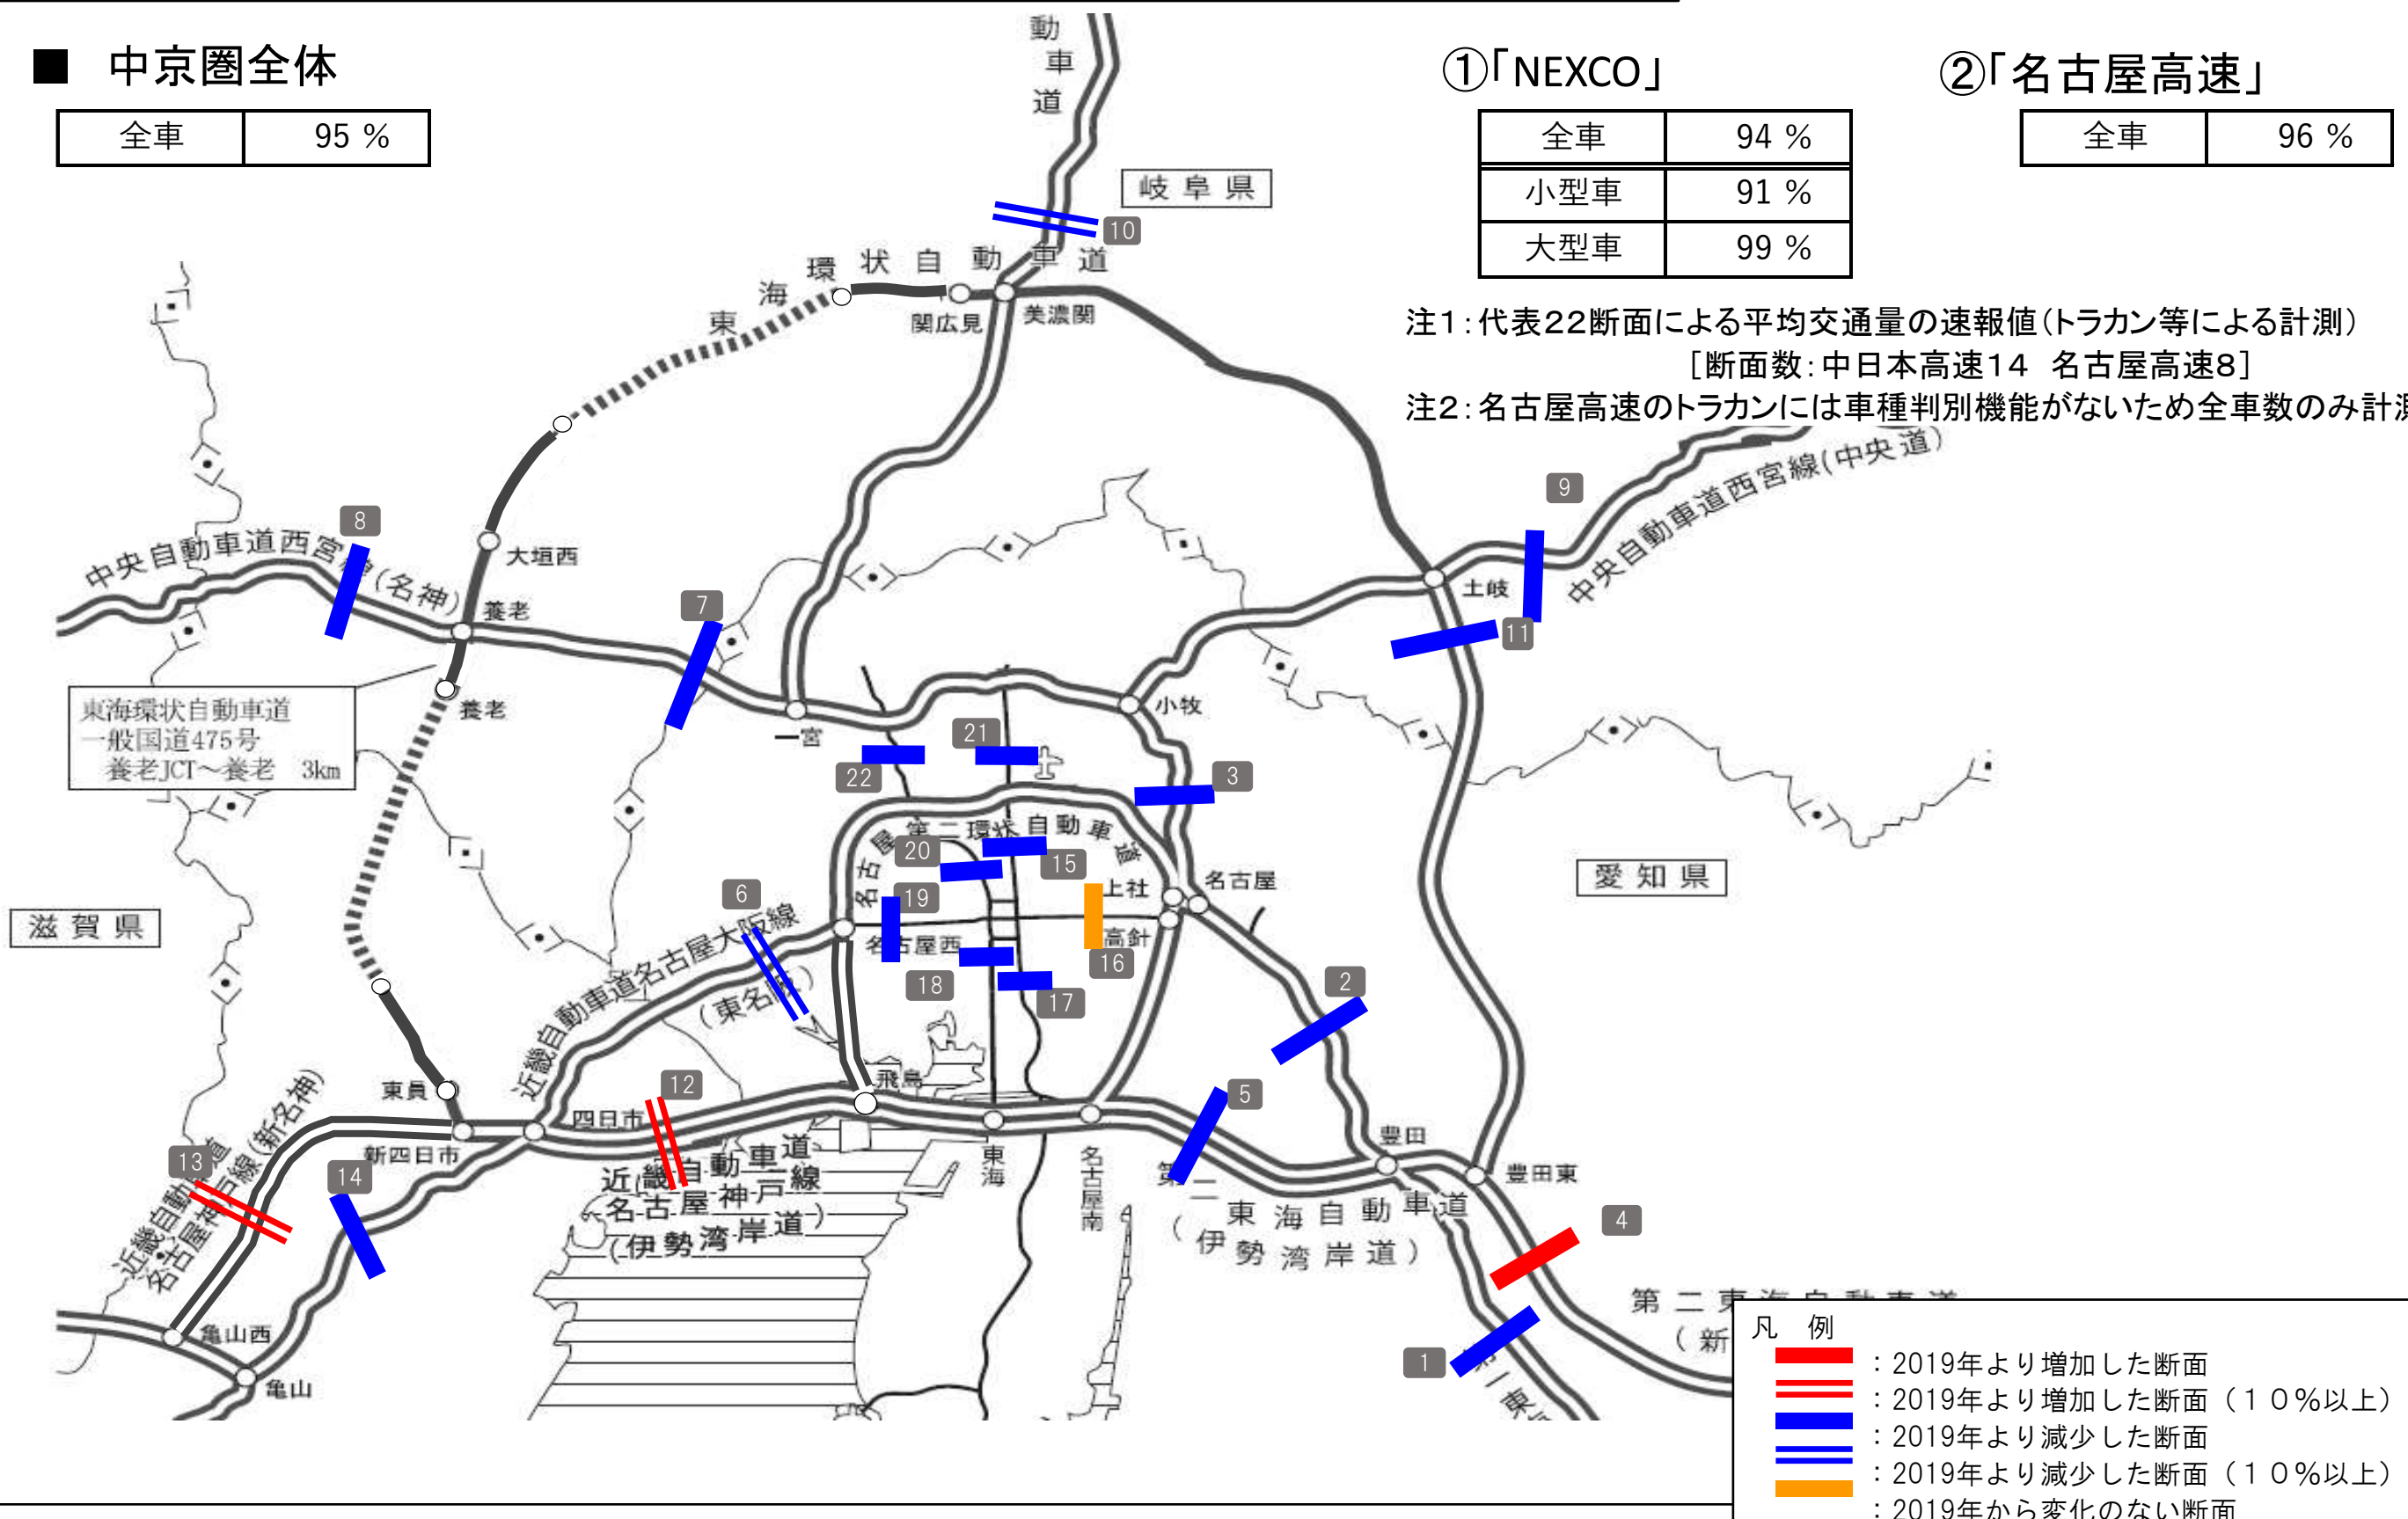 ■ 中京圏全体
全車 95 %
①「NEXCO」
全車 94 %
小型車 91 %
大型車 99 %
②「名古屋高速」
全車 96 %
注1：代表22断面による平均交通量の速報値（トラカン等による計測）
［断面数：中日本高速14 名古屋高速8］
注2：名古屋高速のトラカンには車種判別機能がないため全車数のみ計測
動車道
岐阜県
10
東海環状自動車道
関広見
美濃関
9
中央自動車道西宮線(中央道)
8
中央自動車道西宮線(名神)
大垣西
養老
7
土岐
11
東海環状自動車道
一般国道475号
養老JCT～養老 3km
養老
一宮
小牧
21
22
3
名古屋第二環状自動車道
20
15
愛知県
滋賀県
6
19
上社
名古屋
名古屋西
高針
16
近畿自動車道名古屋大阪線
(東名阪)
18
17
2
東員
12
飛島
5
四日市
新四日市
豊田
豊田東
13
14
近畿自動車道
名古屋神戸線(新名神)
近畿自動車道
名古屋神戸線
(伊勢湾岸道)
東海
名古屋南
第二東海自動車道
(伊勢湾岸道)
4
第二東海自動車道
(新
亀山西
亀山
1
凡 例
：2019年より増加した断面
：2019年より増加した断面（10％以上）
：2019年より減少した断面
：2019年より減少した断面（10％以上）
：2019年から変化のない断面